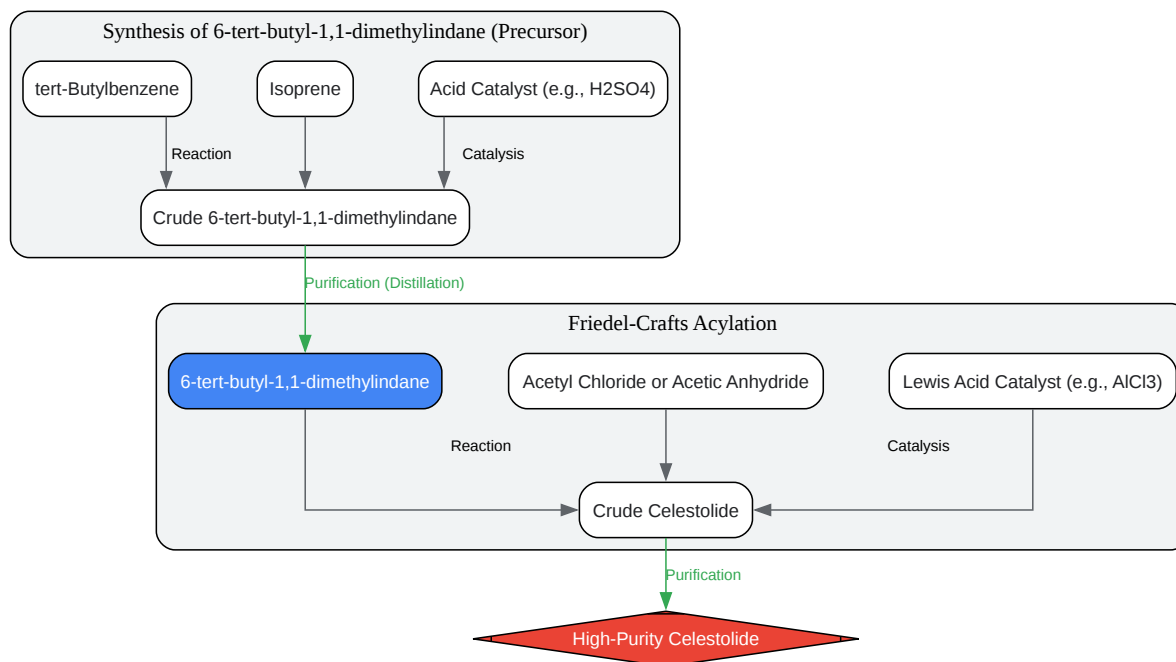 Synthesis of 6-tert-butyl-1,1-dimethylindane (Precursor)
tert-Butylbenzene
Isoprene
Acid Catalyst (e.g., H2SO4)
Reaction
Catalysis
Crude 6-tert-butyl-1,1-dimethylindane
Purification (Distillation)
Friedel-Crafts Acylation
6-tert-butyl-1,1-dimethylindane
Acetyl Chloride or Acetic Anhydride
Lewis Acid Catalyst (e.g., AlCl3)
Reaction
Catalysis
Crude Celestolide
Purification
High-Purity Celestolide